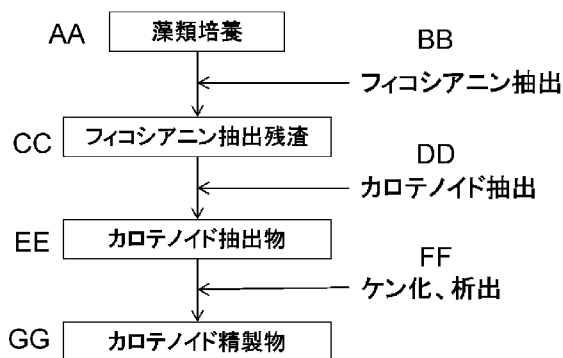 AA
藻類培養
BB
フィコシアニン抽出
CC
フィコシアニン抽出残渣
DD
カロテノイド抽出
EE
カロテノイド抽出物
FF
ケン化、析出
GG
カロテノイド精製物